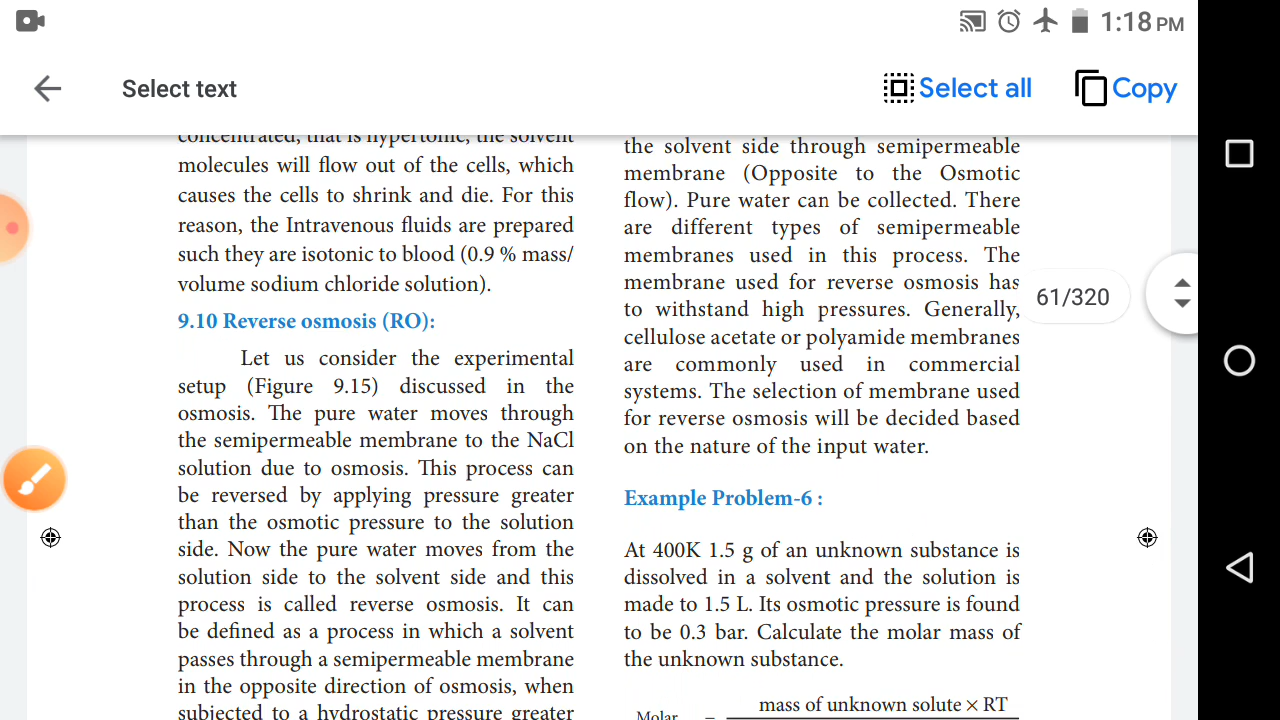 1:18 PM
Select text
Select all
Copy
concentrated, that is hypertonic, the solvent
molecules will flow out of the cells, which
causes the cells to shrink and die. For this
reason, the Intravenous fluids are prepared
such they are isotonic to blood (0.9 % mass/
volume sodium chloride solution).
9.10 Reverse osmosis (RO):
Let us consider the experimental
setup (Figure 9.15) discussed in the
osmosis. The pure water moves through
the semipermeable membrane to the NaCl
solution due to osmosis. This process can
be reversed by applying pressure greater
than the osmotic pressure to the solution
side. Now the pure water moves from the
solution side to the solvent side and this
process is called reverse osmosis. It can
be defined as a process in which a solvent
passes through a semipermeable membrane
in the opposite direction of osmosis, when
subjected to a hydrostatic pressure greater
the solvent side through semipermeable
membrane (Opposite to the Osmotic
flow). Pure water can be collected. There
are different types of semipermeable
membranes used in this process. The
membrane used for reverse osmosis has
to withstand high pressures. Generally,
cellulose acetate or polyamide membranes
are commonly used in commercial
systems. The selection of membrane used
for reverse osmosis will be decided based
on the nature of the input water.
Example Problem-6 :
At 400K 1.5 g of an unknown substance is
dissolved in a solvent and the solution is
made to 1.5 L. Its osmotic pressure is found
to be 0.3 bar. Calculate the molar mass of
the unknown substance.
mass of unknown solute × RT
Molar =
61/320